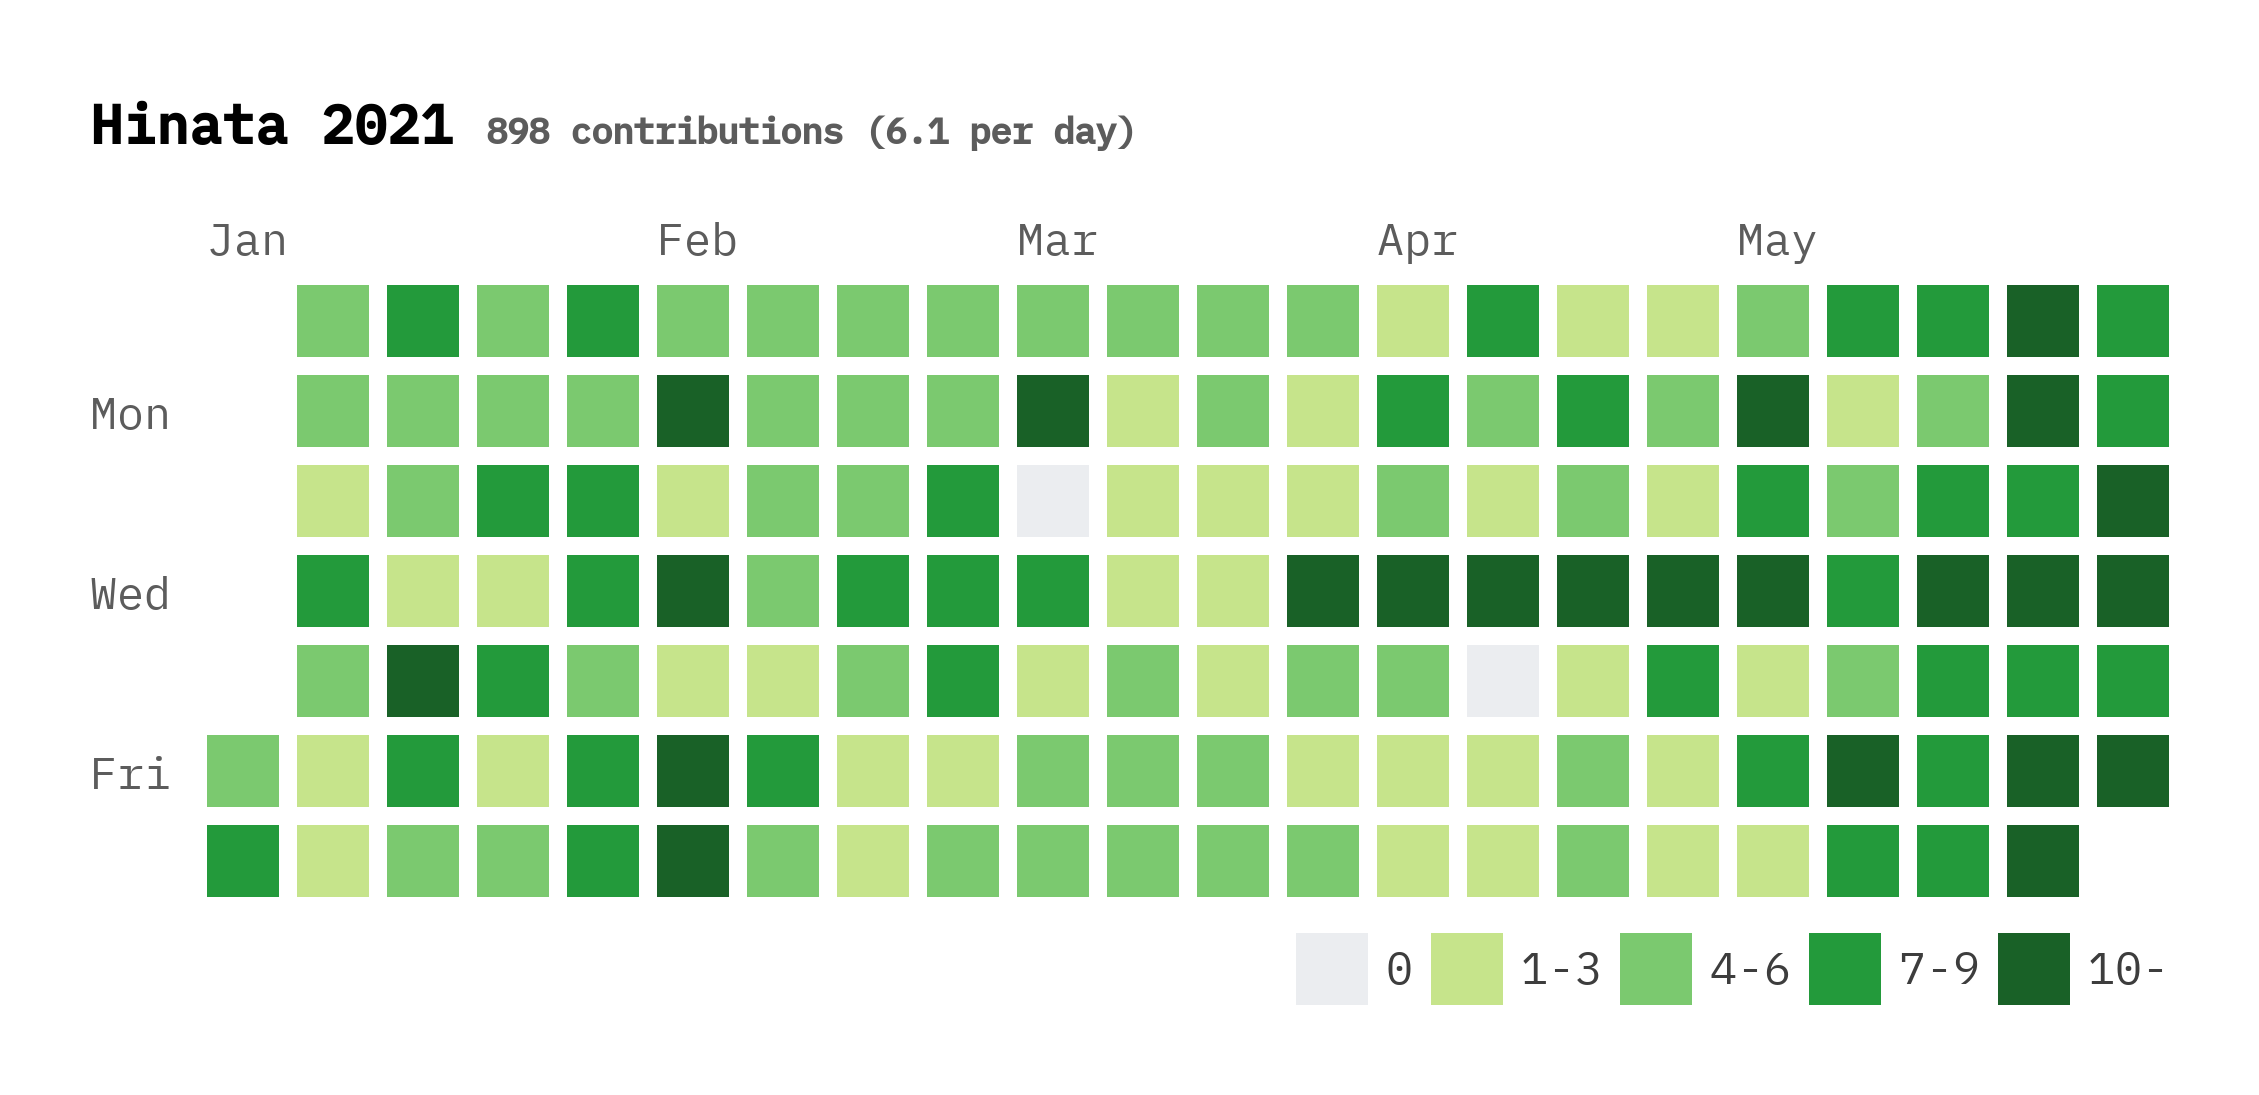 Hinata 2021 898 contributions (6.1 per day)
Jan Feb Mar Apr May
Mon
Wed
Fri
0 1-3 4-6 7-9 10-